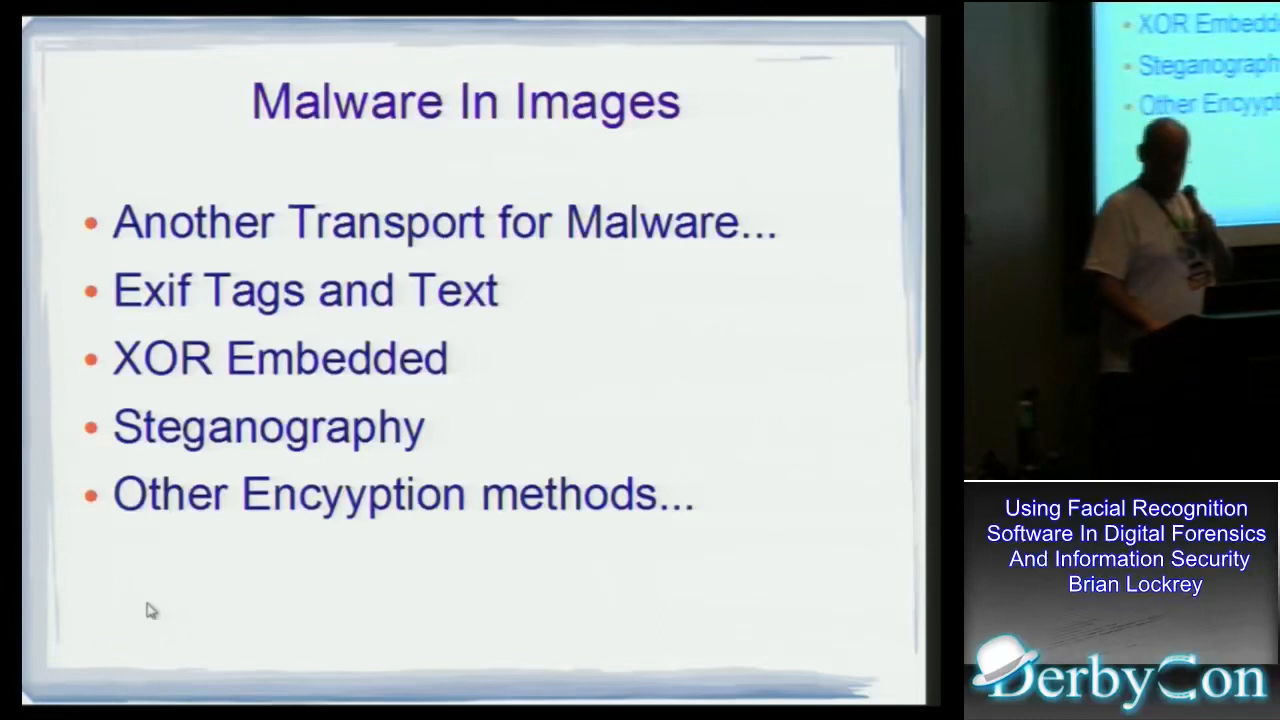 Malware In Images
• Another Transport for Malware...
• Exif Tags and Text
• XOR Embedded
• Steganography
• Other Encyyption methods...
• XOR Embedd
• Steganograph
• Other Encyypt
Using Facial Recognition
Software In Digital Forensics
And Information Security
Brian Lockrey
DerbyCon